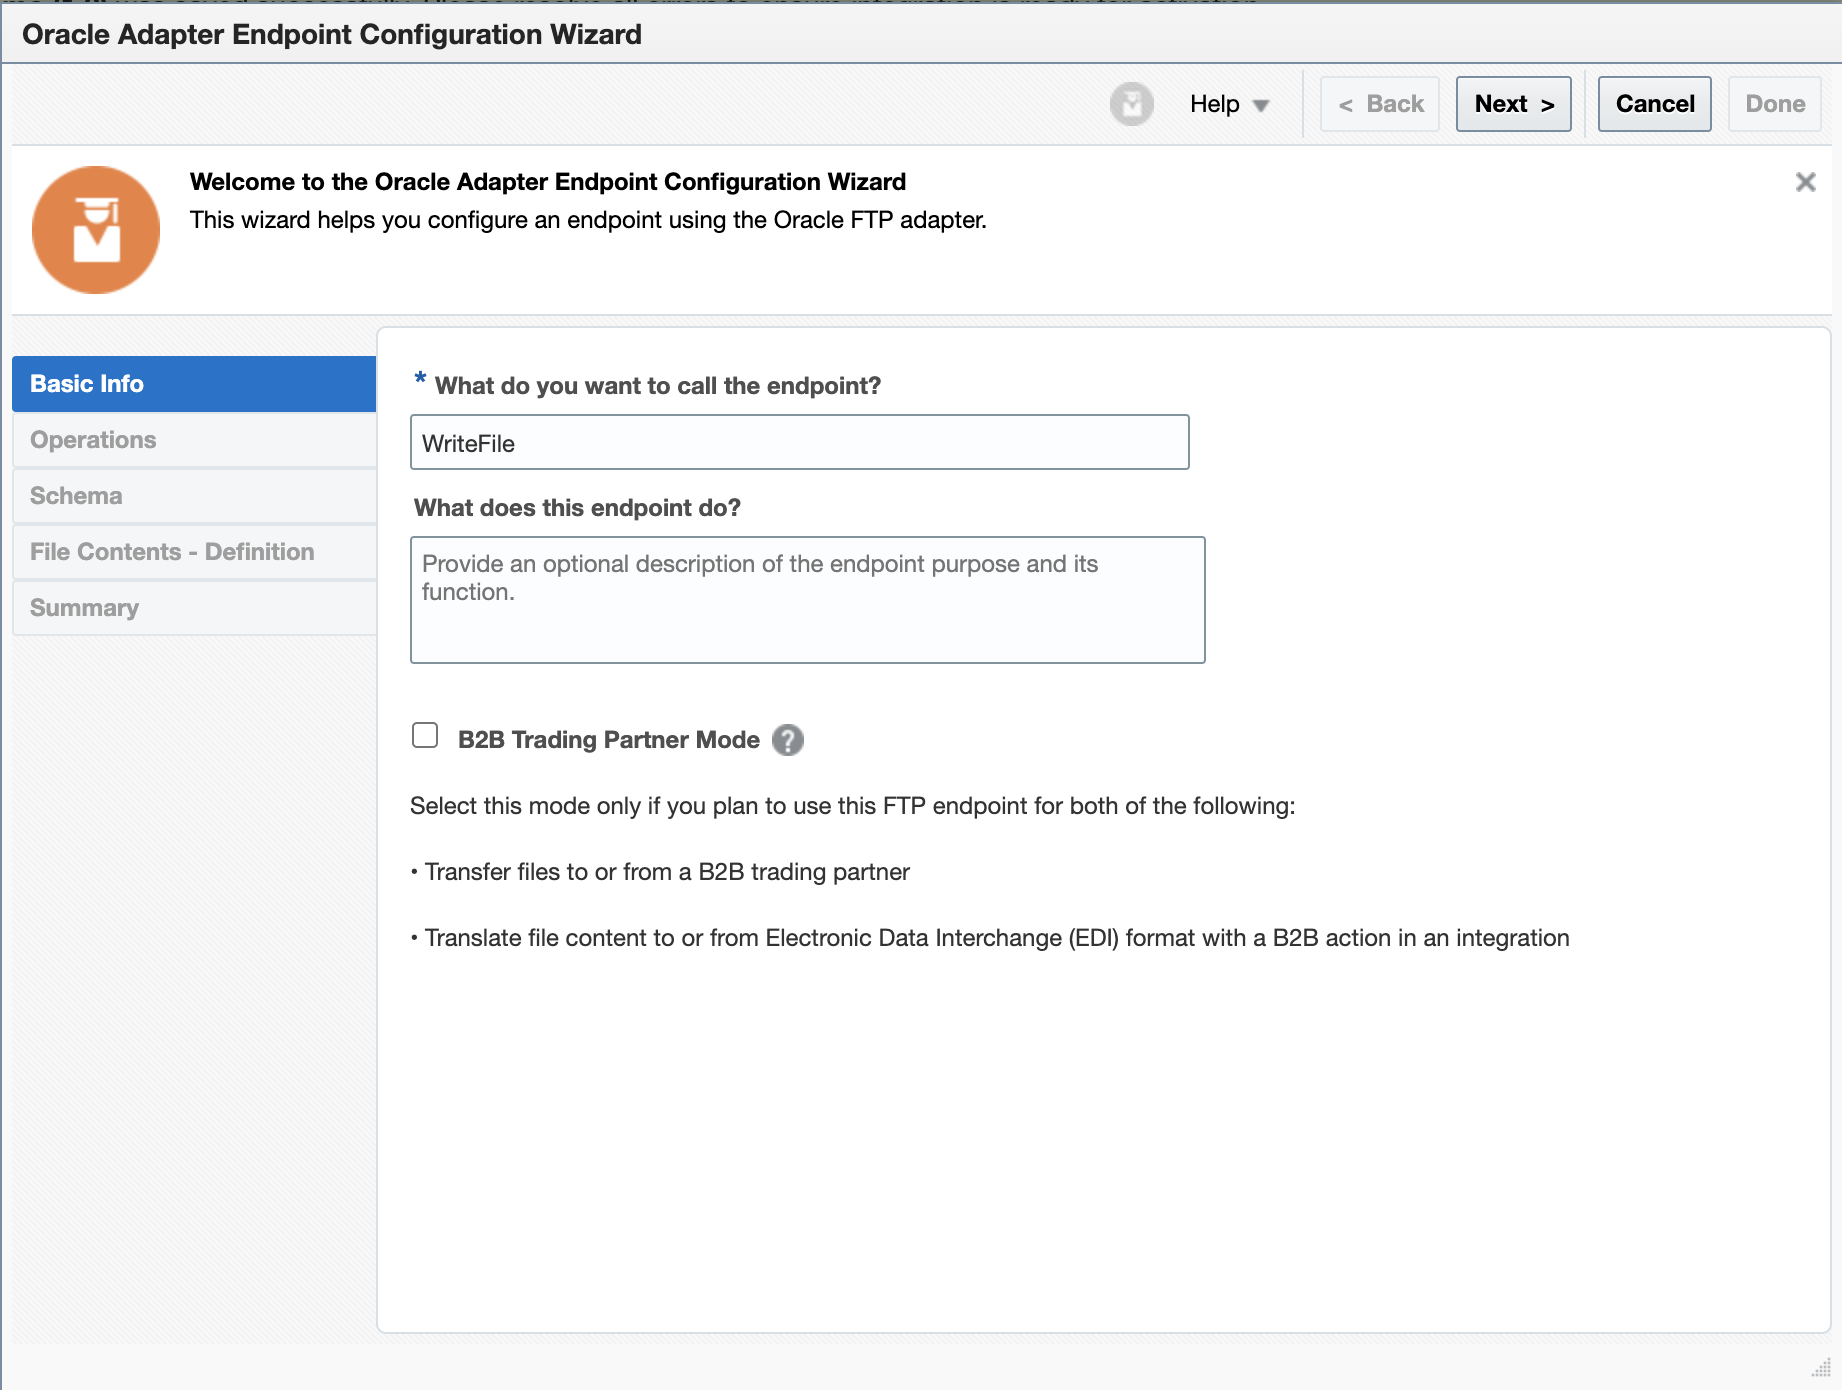 Oracle Adapter Endpoint Configuration Wizard
Help
< Back
Next >
Cancel
Done
Welcome to the Oracle Adapter Endpoint Configuration Wizard
This wizard helps you configure an endpoint using the Oracle FTP adapter.
Basic Info
Operations
Schema
File Contents - Definition
Summary
* What do you want to call the endpoint?
WriteFile
What does this endpoint do?
Provide an optional description of the endpoint purpose and its
function.
B2B Trading Partner Mode ?
Select this mode only if you plan to use this FTP endpoint for both of the following:
• Transfer files to or from a B2B trading partner
• Translate file content to or from Electronic Data Interchange (EDI) format with a B2B action in an integration